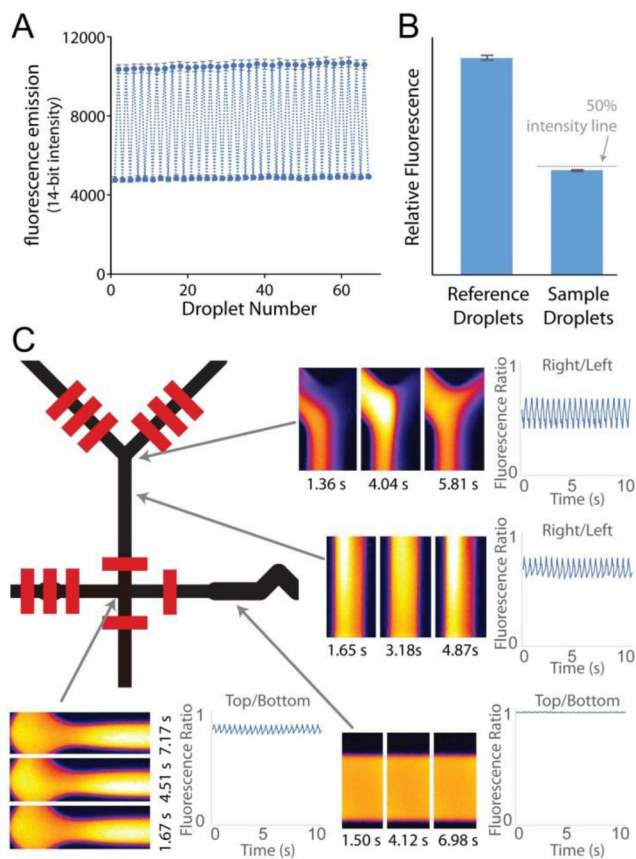 A
fluorescence emission
(14-bit intensity)
12000
8000
4000
0
0
20
40
60
Droplet Number
B
Relative Fluorescence
50%
intensity line
Reference
Droplets
Sample
Droplets
C
1.36 s
4.04 s
5.81 s
Right/Left
Fluorescence Ratio
1
0
0
5
10
Time (s)
1.65 s
3.18s
4.87s
Right/Left
Fluorescence Ratio
1
0
0
5
10
Time (s)
7.17 s
4.51 s
1.67 s
Top/Bottom
Fluorescence Ratio
1
0
0
5
10
Time (s)
1.50 s
4.12 s
6.98 s
Top/Bottom
Fluorescence Ratio
1
0
0
5
10
Time (s)